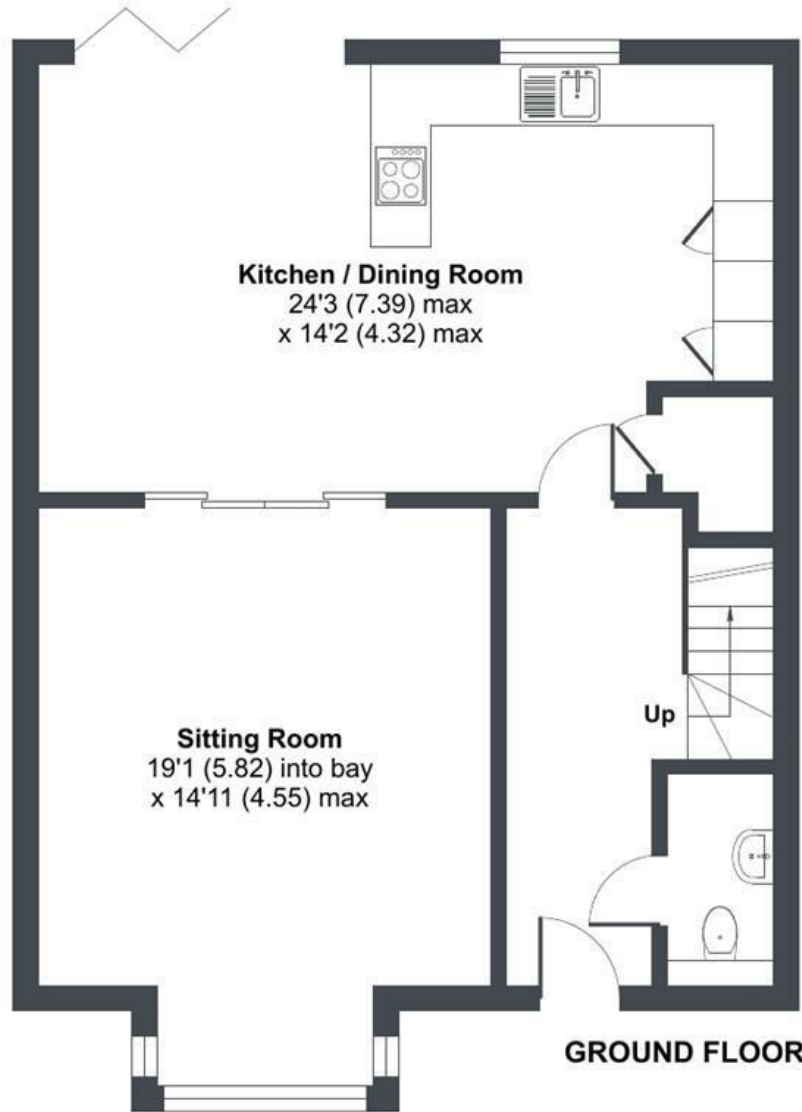 Kitchen / Dining Room
24'3 (7.39) max
x 14'2 (4.32) max
Sitting Room
19'1 (5.82) into bay
x 14'11 (4.55) max
Up
GROUND FLOOR